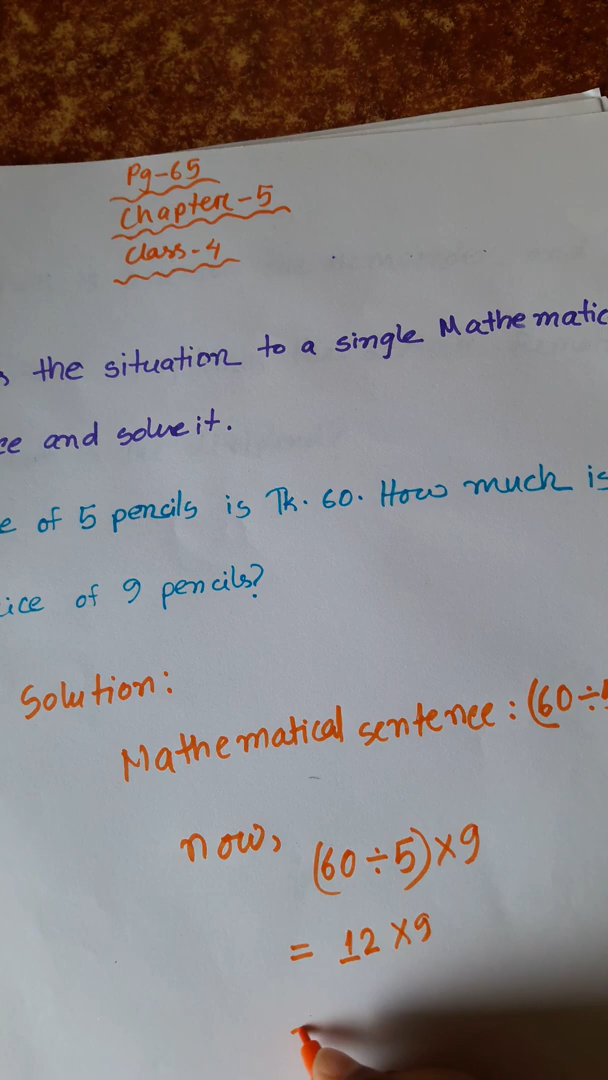 Pg-65
Chapter-5
Class-4
the situation to a single Mathematic
and solve it.
of 5 pencils is Tk. 60. How much is
of 9 pencils?
Solution:
Mathematical sentence: (60÷5
now, (60÷5)×9
= 12×9